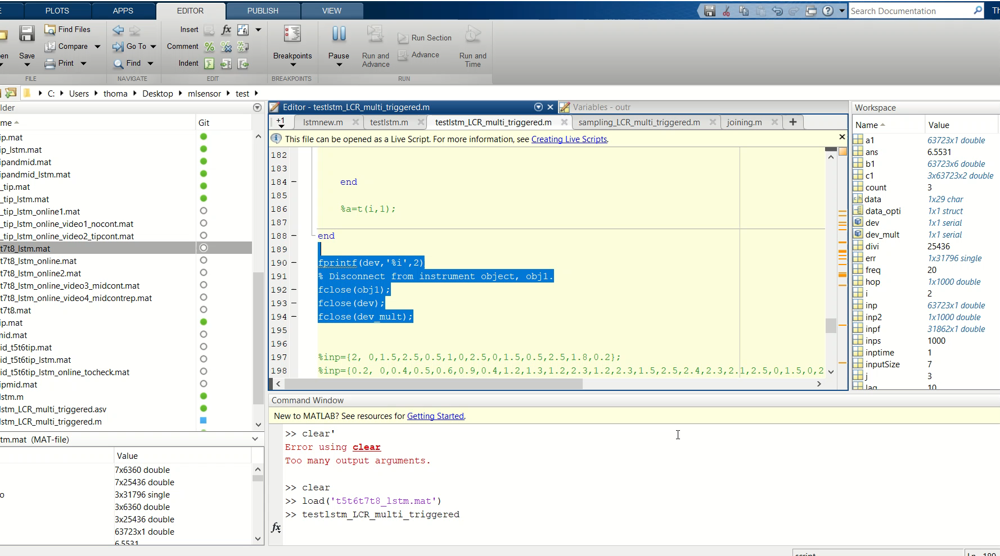 E PLOTS APPS EDITOR PUBLISH VIEW
Search Documentation
Find Files
Insert fx
Compare
Go To
Comment
Run Section
en Save
Breakpoints Pause Run and Advance
Advance
Run and Time
Print
Find
Indent
FILE NAVIGATE EDIT BREAKPOINTS RUN
C: Users thoma Desktop mlsensor test
lder
me Git
ip.mat
ip_lstm.mat
ipandmid.mat
ipandmid_lstm.mat
_tip.mat
_tip_lstm.mat
_tip_lstm_online1.mat
_tip_lstm_online_video1_nocont.mat
_tip_lstm_online_video2_tipcont.mat
t7t8_lstm.mat
t7t8_lstm_online.mat
t7t8_lstm_online2.mat
t7t8_lstm_online_video3_midcont.mat
t7t8_lstm_online_video4_midcontrep.mat
t7t8.mat
ip.mat
nid.mat
id_t5t6tip.mat
id_t5t6tip_lstm.mat
id_t5t6tip_lstm_online_tocheck.mat
ipmid.mat
lstm.m
lstm_LCR_multi_triggered.asv
lstm_LCR_multi_triggered.m
tm.mat (MAT-file)
Value
7x6360 double
7x25436 double
o 3x31796 single
3x6360 double
3x25436 double
63723x1 double
6.5531
Editor - testlstm_LCR_multi_triggered.m
Variables - outr
+1 lstmnew.m testlstm.m testlstm_LCR_multi_triggered.m sampling_LCR_multi_triggered.m joining.m +
This file can be opened as a Live Script. For more information, see Creating Live Scripts.
182
183
184 – end
185
186 %a=t(i,1);
187
188 – end
189
190 – fprintf(dev,'%i',2)
191 % Disconnect from instrument object, obj1.
192 – fclose(obj1);
193 – fclose(dev);
194 – fclose(dev_mult);
195
196
197 %inp={2, 0,1.5,2.5,0.5,1,0,2.5,0,1.5,0.5,2.5,1.8,0.2};
198 %inp={0.2, 0,0.4,0.5,0.6,0.9,0.4,1.2,1.3,1.2,2.3,1.2,2.3,1.5,2.5,2.4,2.3,2.1,2.5,0,1.5,0,2
Command Window
New to MATLAB? See resources for Getting Started.
>> clear'
Error using clear
Too many output arguments.
>> clear
>> load('t5t6t7t8_lstm.mat')
>> testlstm_LCR_multi_triggered
fx
Workspace
Name Value
a1 63723x1 double
ans 6.5531
b1 63723x6 double
c1 3x63723x2 double
count 3
data 1x29 char
data_opti 1x1 struct
dev 1x1 serial
dev_mult 1x1 serial
divi 25436
err 1x31796 single
freq 20
hop 1x1000 double
i 2
inp 63723x1 double
inp2 1x1000 double
inpf 31862x1 double
inps 1000
inptime 1
inputSize 7
j 3
lag 10
script Ln 189